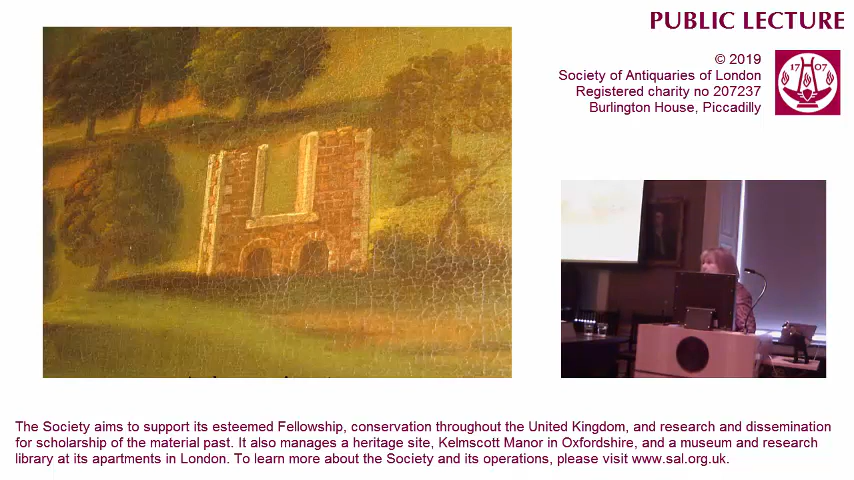 PUBLIC LECTURE
© 2019
Society of Antiquaries of London
Registered charity no 207237
Burlington House, Piccadilly
17 07
The Society aims to support its esteemed Fellowship, conservation throughout the United Kingdom, and research and dissemination
for scholarship of the material past. It also manages a heritage site, Kelmscott Manor in Oxfordshire, and a museum and research
library at its apartments in London. To learn more about the Society and its operations, please visit www.sal.org.uk.